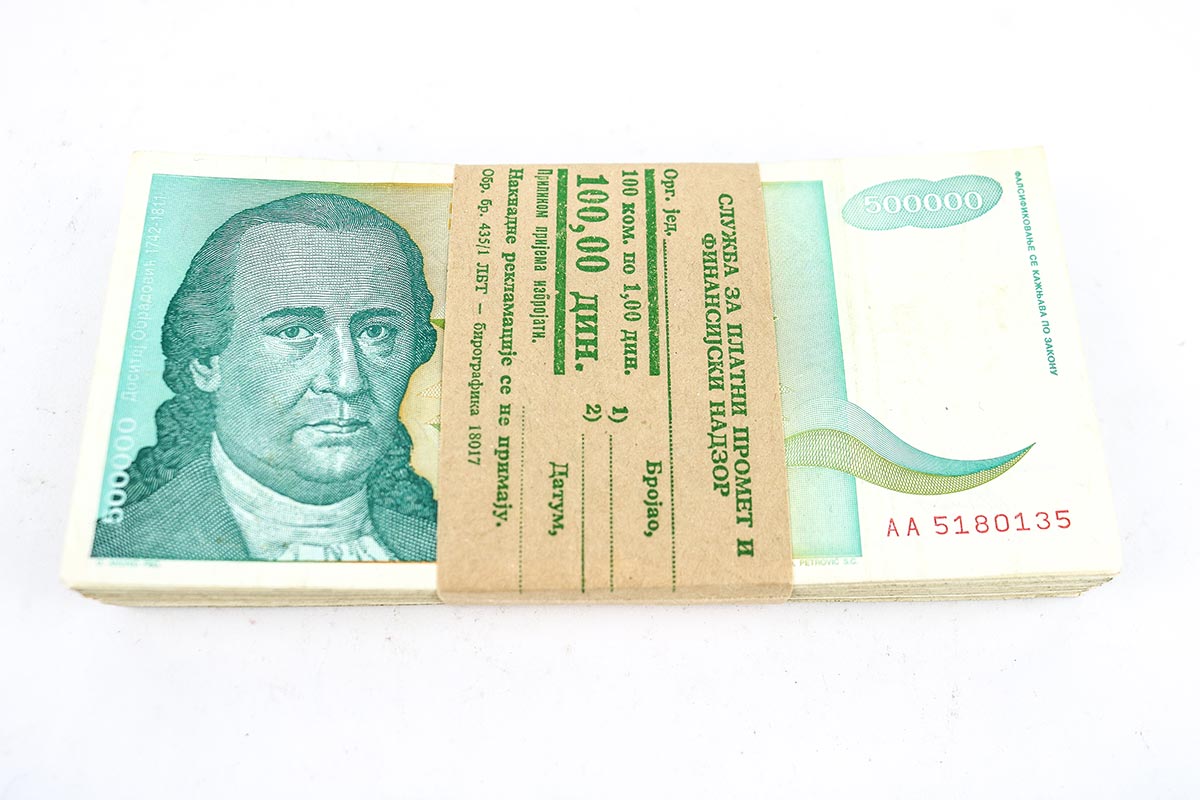 Доситеј Обрадовић 1742-1811
500000
СЛУЖБА ЗА ПЛАТНИ ПРОМЕТ И
ФИНАНСИЈСКИ НАДЗОР
Орг. јед.
100 ком. по 1,00 дин.
100,00 ДИН.
1)
2)
Бројао,
Датум,
Приликом пријема избројати.
Накнадне рекламације се не примају.
Обр. бр. 435/1 ЛБТ – бирографика 18017
500000
ФАЛСИФИКОВАЊЕ СЕ КАЖЊАВА ПО ЗАКОНУ
AA 5180135
PETROVIĆ S.C.